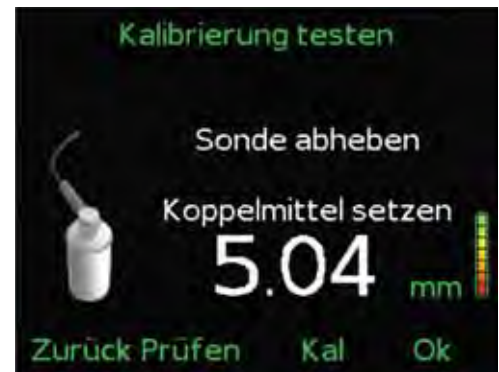 Kalibrierung testen
Sonde abheben
Koppelmittel setzen
5.04 mm
Zurück Prüfen Kal Ok